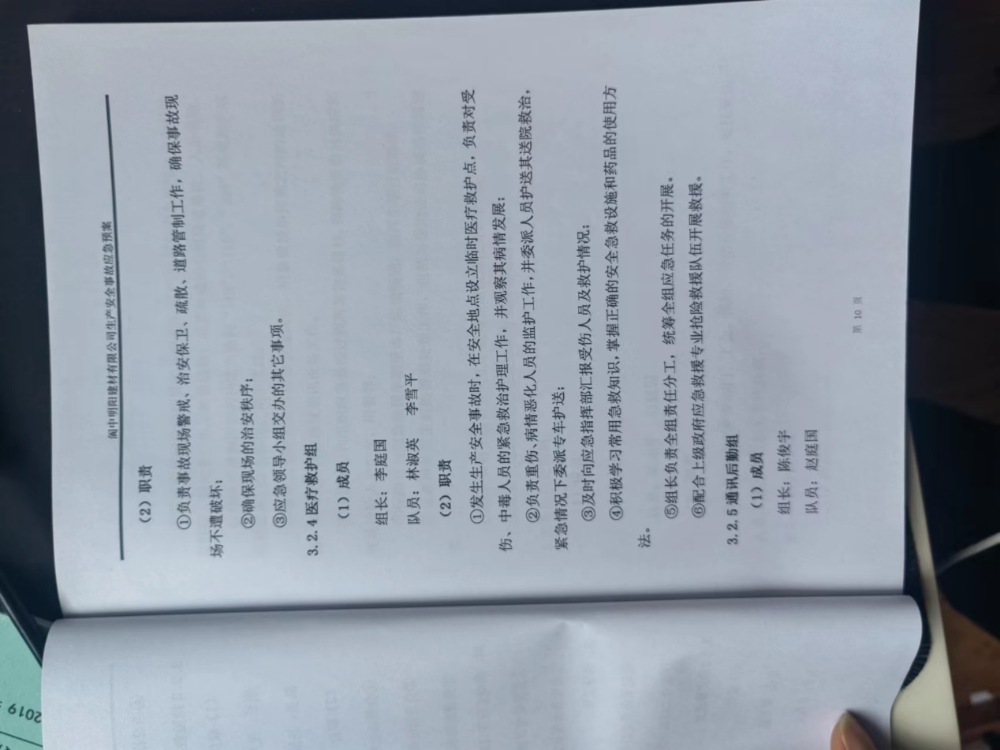 阆中明阳建材有限公司生产安全事故应急预案
（2）职责
①负责事故现场警戒、治安保卫、疏散、道路管制工作，确保事故现
场不遭破坏；
②确保现场的治安秩序；
③应急领导小组交办的其它事项。
3.2.4 医疗救护组
（1）成员
组长：李庭国
队员：林淑英 李雪平
（2）职责
①发生生产安全事故时，在安全地点设立临时医疗救护点，负责对受
伤、中毒人员的紧急救治护理工作，并观察其病情发展；
②负责重伤、病情恶化人员的监护工作，并委派人员护送其送院救治，
紧急情况下委派专车护送；
③及时向应急指挥部汇报受伤人员及救护情况；
④积极学习常用急救知识，掌握正确的安全急救设施和药品的使用方
法。
⑤组长负责全组责任分工，统筹全组应急任务的开展。
⑥配合上级政府应急救援专业抢险救援队伍开展救援。
3.2.5 通讯后勤组
（1）成员
组长：陈俊宇
队员：赵庭国
第 10 页
2019